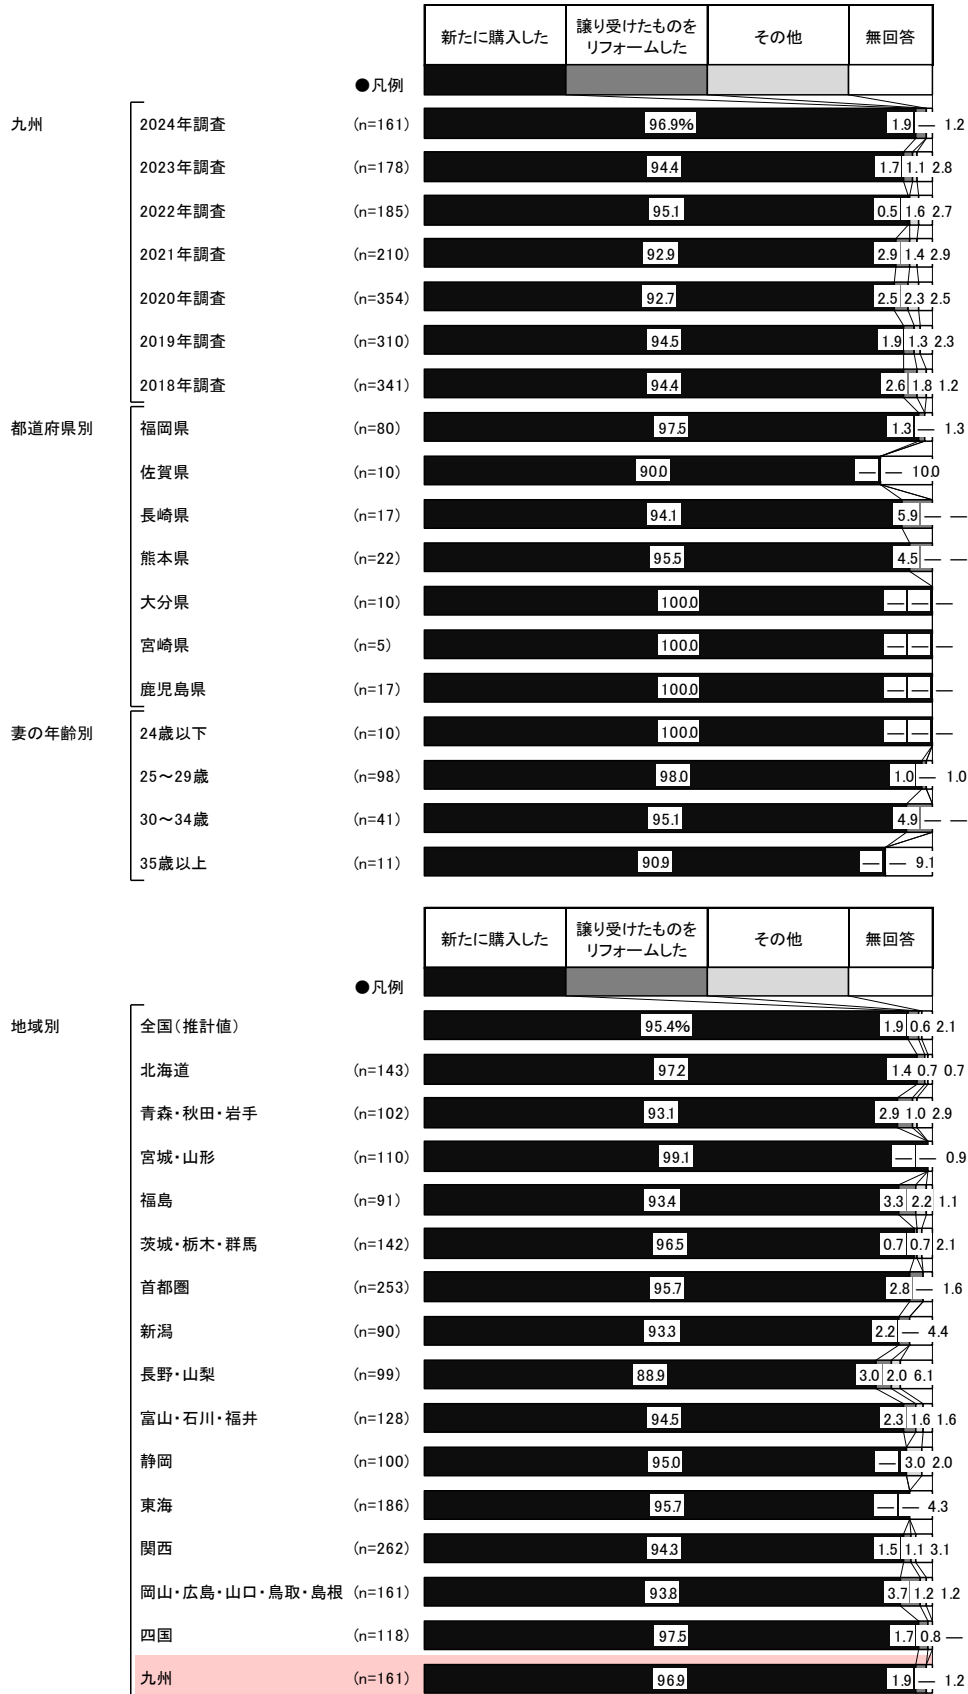 新たに購入した 譲り受けたものを その他 無回答
リフォームした
●凡例
九州 2024年調査 (n=161) 96.9% 1.9 — 1.2
2023年調査 (n=178) 94.4 1.7 1.1 2.8
2022年調査 (n=185) 95.1 0.5 1.6 2.7
2021年調査 (n=210) 92.9 2.9 1.4 2.9
2020年調査 (n=354) 92.7 2.5 2.3 2.5
2019年調査 (n=310) 94.5 1.9 1.3 2.3
2018年調査 (n=341) 94.4 2.6 1.8 1.2
都道府県別 福岡県 (n=80) 97.5 1.3 — 1.3
佐賀県 (n=10) 90.0 — — 10.0
長崎県 (n=17) 94.1 5.9 — —
熊本県 (n=22) 95.5 4.5 — —
大分県 (n=10) 100.0 — — —
宮崎県 (n=5) 100.0 — — —
鹿児島県 (n=17) 100.0 — — —
妻の年齢別 24歳以下 (n=10) 100.0 — — —
25～29歳 (n=98) 98.0 1.0 — 1.0
30～34歳 (n=41) 95.1 4.9 — —
35歳以上 (n=11) 90.9 — — 9.1
新たに購入した 譲り受けたものを その他 無回答
リフォームした
●凡例
地域別 全国(推計値) 95.4% 1.9 0.6 2.1
北海道 (n=143) 97.2 1.4 0.7 0.7
青森・秋田・岩手 (n=102) 93.1 2.9 1.0 2.9
宮城・山形 (n=110) 99.1 — — 0.9
福島 (n=91) 93.4 3.3 2.2 1.1
茨城・栃木・群馬 (n=142) 96.5 0.7 0.7 2.1
首都圏 (n=253) 95.7 2.8 — 1.6
新潟 (n=90) 93.3 2.2 — 4.4
長野・山梨 (n=99) 88.9 3.0 2.0 6.1
富山・石川・福井 (n=128) 94.5 2.3 1.6 1.6
静岡 (n=100) 95.0 — 3.0 2.0
東海 (n=186) 95.7 — — 4.3
関西 (n=262) 94.3 1.5 1.1 3.1
岡山・広島・山口・鳥取・島根 (n=161) 93.8 3.7 1.2 1.2
四国 (n=118) 97.5 1.7 0.8 —
九州 (n=161) 96.9 1.9 — 1.2